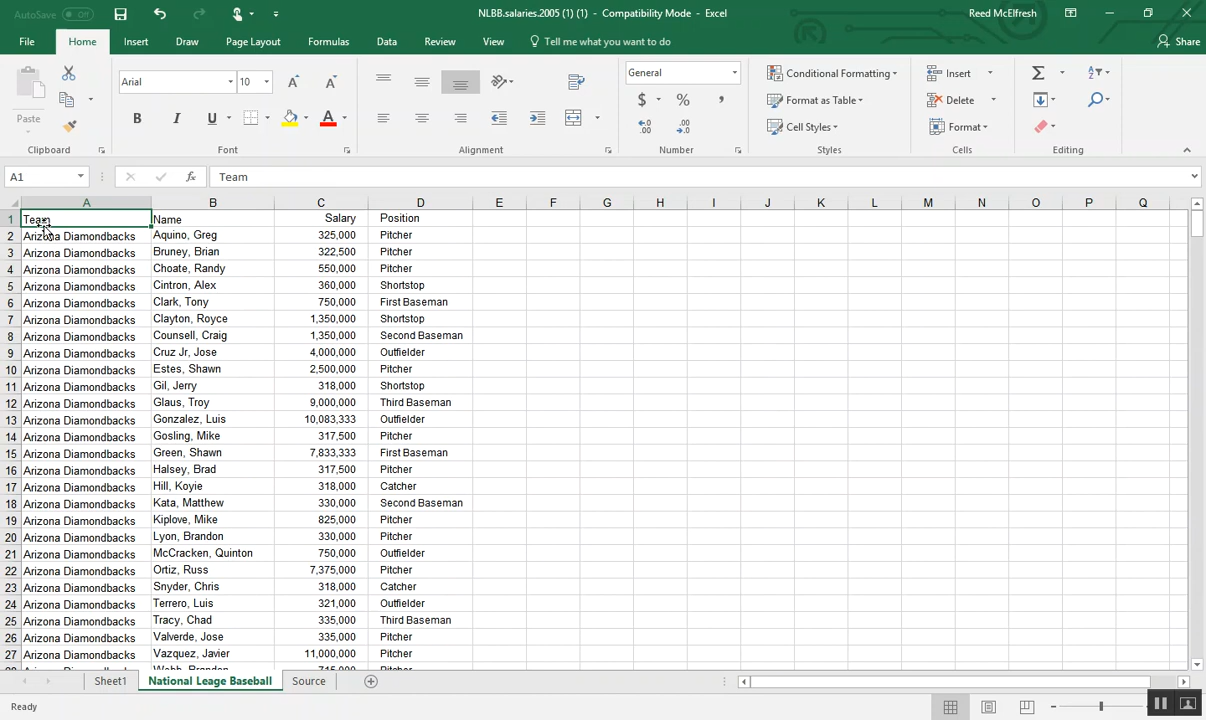 AutoSave Off NLBB.salaries.2005 (1) (1) - Compatibility Mode - Excel Reed McElfresh
File Home Insert Draw Page Layout Formulas Data Review View Tell me what you want to do Share
Arial 10 General Conditional Formatting Insert
Paste B I U A $ % , Format as Table Delete
Cell Styles Format
Clipboard Font Alignment Number Styles Cells Editing
A1 fx Team
A B C D E F G H I J K L M N O P Q
1 Team Name Salary Position
2 Arizona Diamondbacks Aquino, Greg 325,000 Pitcher
3 Arizona Diamondbacks Bruney, Brian 322,500 Pitcher
4 Arizona Diamondbacks Choate, Randy 550,000 Pitcher
5 Arizona Diamondbacks Cintron, Alex 360,000 Shortstop
6 Arizona Diamondbacks Clark, Tony 750,000 First Baseman
7 Arizona Diamondbacks Clayton, Royce 1,350,000 Shortstop
8 Arizona Diamondbacks Counsell, Craig 1,350,000 Second Baseman
9 Arizona Diamondbacks Cruz Jr, Jose 4,000,000 Outfielder
10 Arizona Diamondbacks Estes, Shawn 2,500,000 Pitcher
11 Arizona Diamondbacks Gil, Jerry 318,000 Shortstop
12 Arizona Diamondbacks Glaus, Troy 9,000,000 Third Baseman
13 Arizona Diamondbacks Gonzalez, Luis 10,083,333 Outfielder
14 Arizona Diamondbacks Gosling, Mike 317,500 Pitcher
15 Arizona Diamondbacks Green, Shawn 7,833,333 First Baseman
16 Arizona Diamondbacks Halsey, Brad 317,500 Pitcher
17 Arizona Diamondbacks Hill, Koyie 318,000 Catcher
18 Arizona Diamondbacks Kata, Matthew 330,000 Second Baseman
19 Arizona Diamondbacks Kiplove, Mike 825,000 Pitcher
20 Arizona Diamondbacks Lyon, Brandon 330,000 Pitcher
21 Arizona Diamondbacks McCracken, Quinton 750,000 Outfielder
22 Arizona Diamondbacks Ortiz, Russ 7,375,000 Pitcher
23 Arizona Diamondbacks Snyder, Chris 318,000 Catcher
24 Arizona Diamondbacks Terrero, Luis 321,000 Outfielder
25 Arizona Diamondbacks Tracy, Chad 335,000 Third Baseman
26 Arizona Diamondbacks Valverde, Jose 335,000 Pitcher
27 Arizona Diamondbacks Vazquez, Javier 11,000,000 Pitcher
28 Arizona Diamondbacks Webb, Brandon 715,000 Pitcher
Sheet1 National Leage Baseball Source
Ready